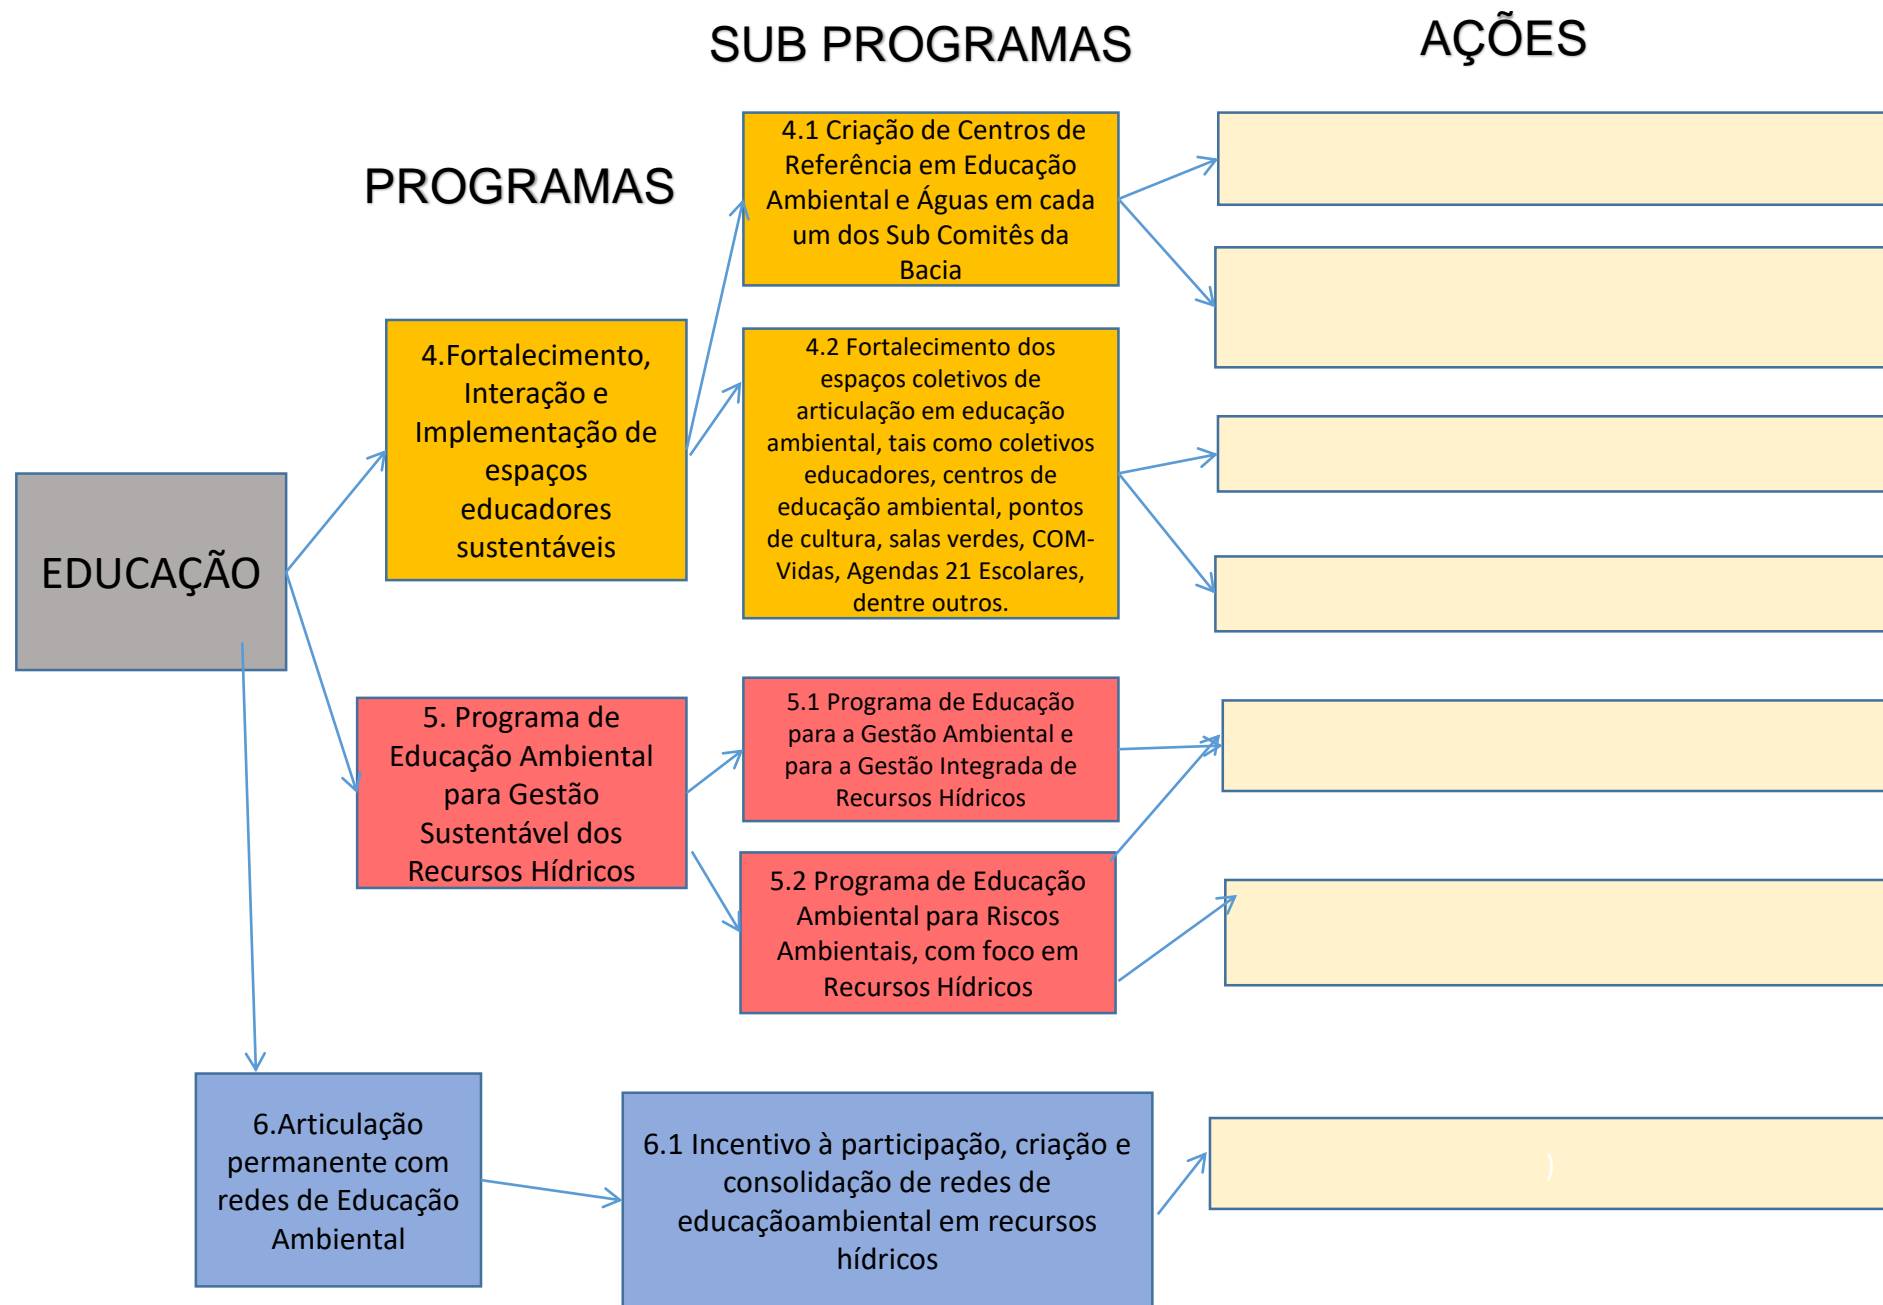 SUB PROGRAMAS
AÇÕES
PROGRAMAS
4.1 Criação de Centros de
Referência em Educação
Ambiental e Águas em cada
um dos Sub Comitês da
Bacia
4.Fortalecimento,
Interação e
Implementação de
espaços
educadores
sustentáveis
4.2 Fortalecimento dos
espaços coletivos de
articulação em educação
ambiental, tais como coletivos
educadores, centros de
educação ambiental, pontos
de cultura, salas verdes, COM-
Vidas, Agendas 21 Escolares,
dentre outros.
EDUCAÇÃO
5. Programa de
Educação Ambiental
para Gestão
Sustentável dos
Recursos Hídricos
5.1 Programa de Educação
para a Gestão Ambiental e
para a Gestão Integrada de
Recursos Hídricos
5.2 Programa de Educação
Ambiental para Riscos
Ambientais, com foco em
Recursos Hídricos
6.Articulação
permanente com
redes de Educação
Ambiental
6.1 Incentivo à participação, criação e
consolidação de redes de
educaçãoambiental em recursos
hídricos
)